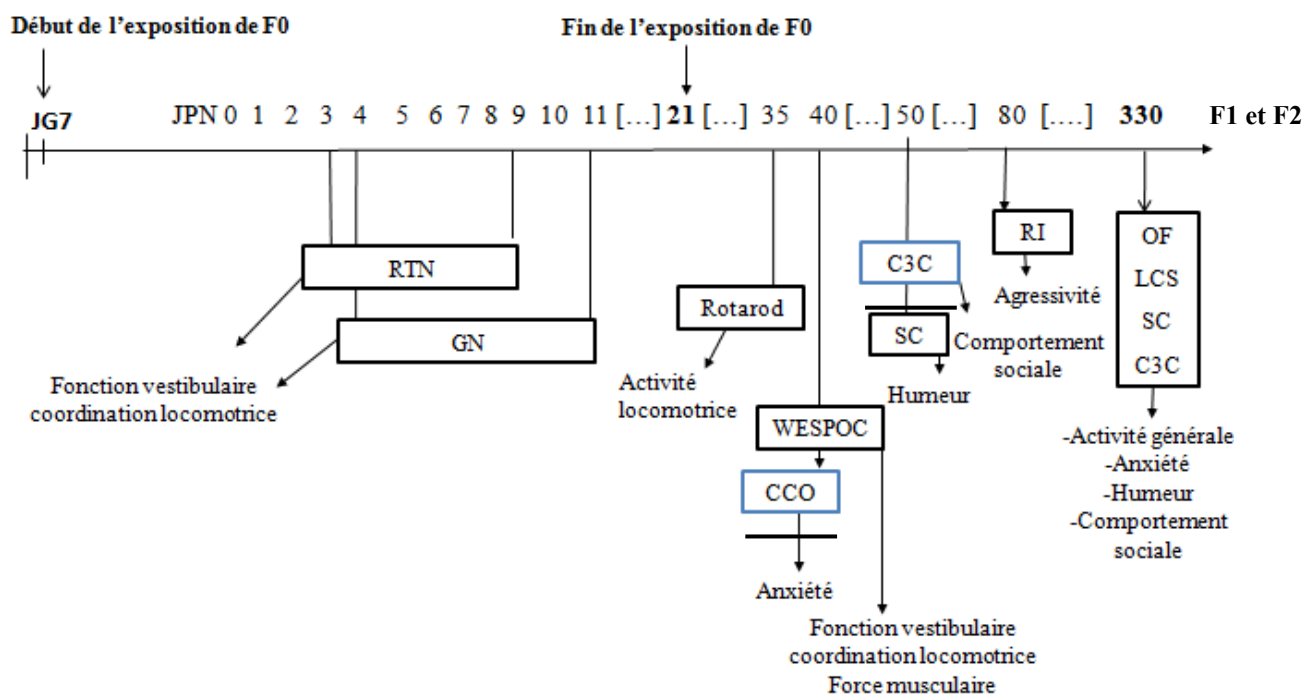 Début de l'exposition de F0
Fin de l'exposition de F0
JG7
JPN 0 1 2 3 4 5 6 7 8 9 10 11 [...] 21 [...] 35 40 [...] 50 [...] 80 [....] 330 F1 et F2
RTN
GN
Fonction vestibulaire
coordination locomotrice
Rotarod
Activité
locomotrice
WESPOC
CCO
Anxiété
Fonction vestibulaire
coordination locomotrice
Force musculaire
C3C
SC
Humeur
Comportement
sociale
RI
Agressivité
OF
LCS
SC
C3C
-Activité générale
-Anxiété
-Humeur
-Comportement
sociale